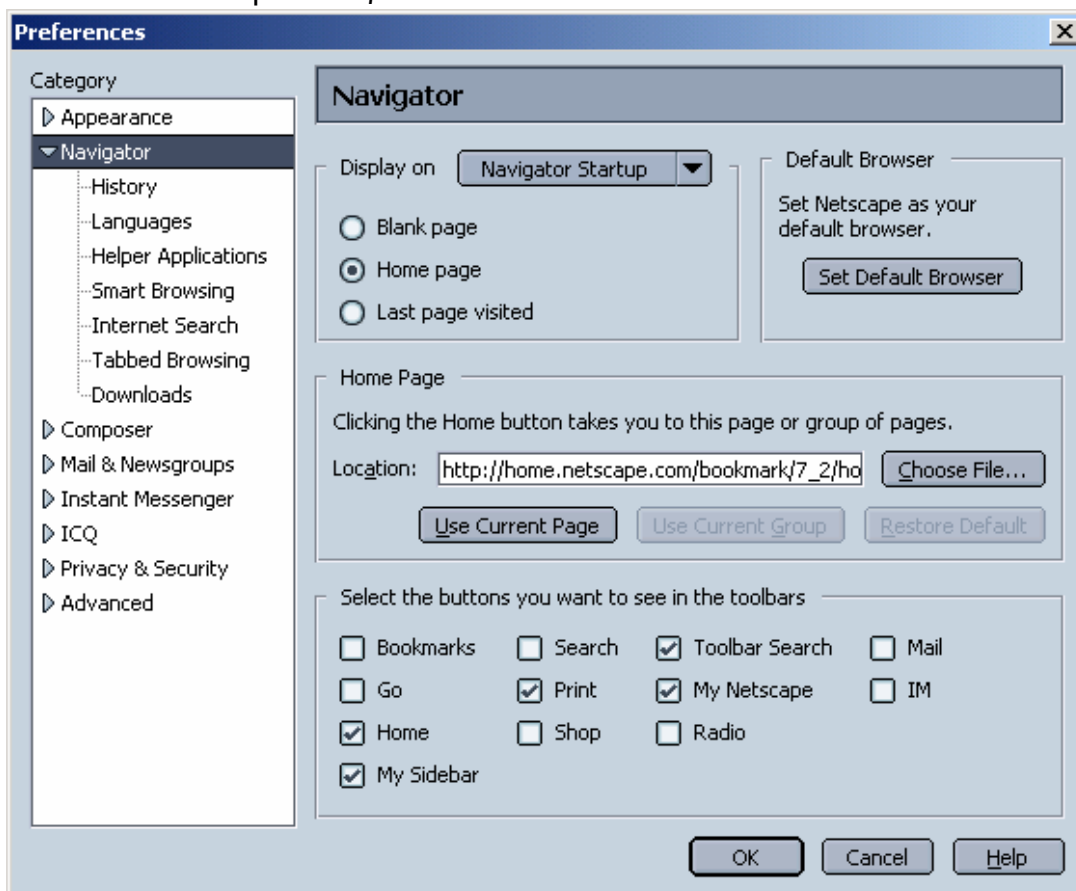 Preferences
Category
Appearance
Navigator
History
Languages
Helper Applications
Smart Browsing
Internet Search
Tabbed Browsing
Downloads
Composer
Mail & Newsgroups
Instant Messenger
ICQ
Privacy & Security
Advanced
Navigator
Display on Navigator Startup
Blank page
Home page
Last page visited
Default Browser
Set Netscape as your
default browser.
Set Default Browser
Home Page
Clicking the Home button takes you to this page or group of pages.
Location: http://home.netscape.com/bookmark/7_2/ho Choose File...
Use Current Page Use Current Group Restore Default
Select the buttons you want to see in the toolbars
Bookmarks Search Toolbar Search Mail
Go Print My Netscape IM
Home Shop Radio
My Sidebar
OK Cancel Help